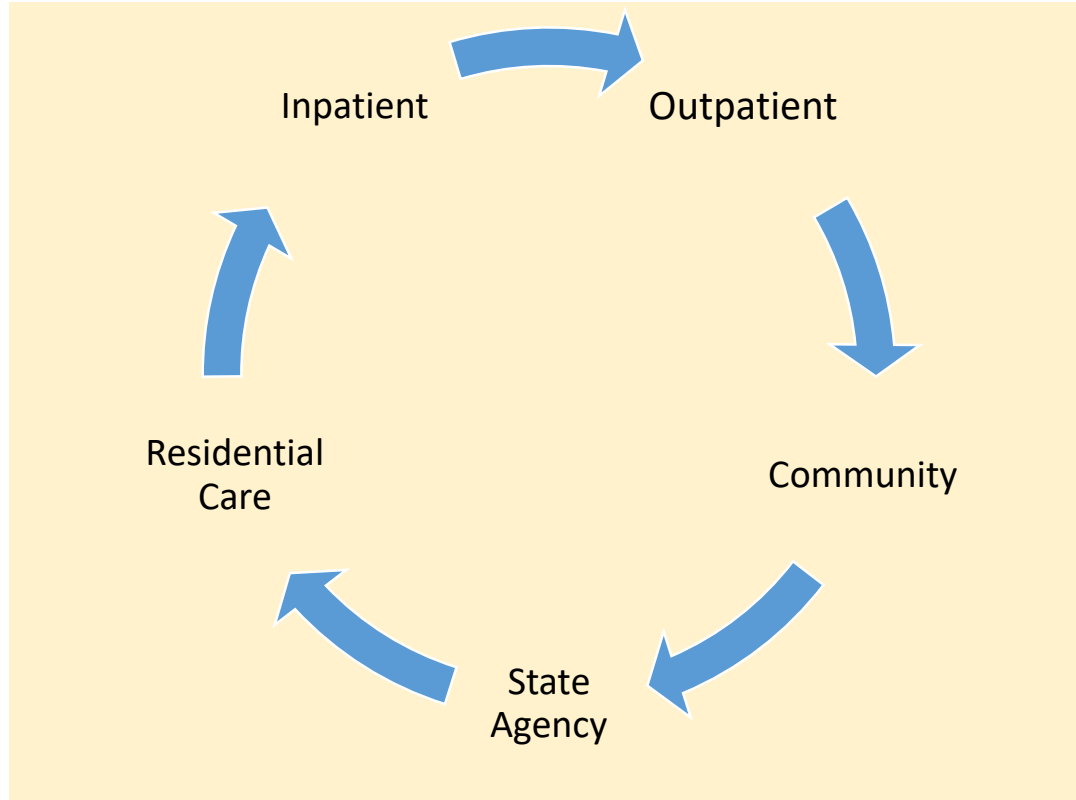 Inpatient
Outpatient
Residential
Care
Community
State
Agency